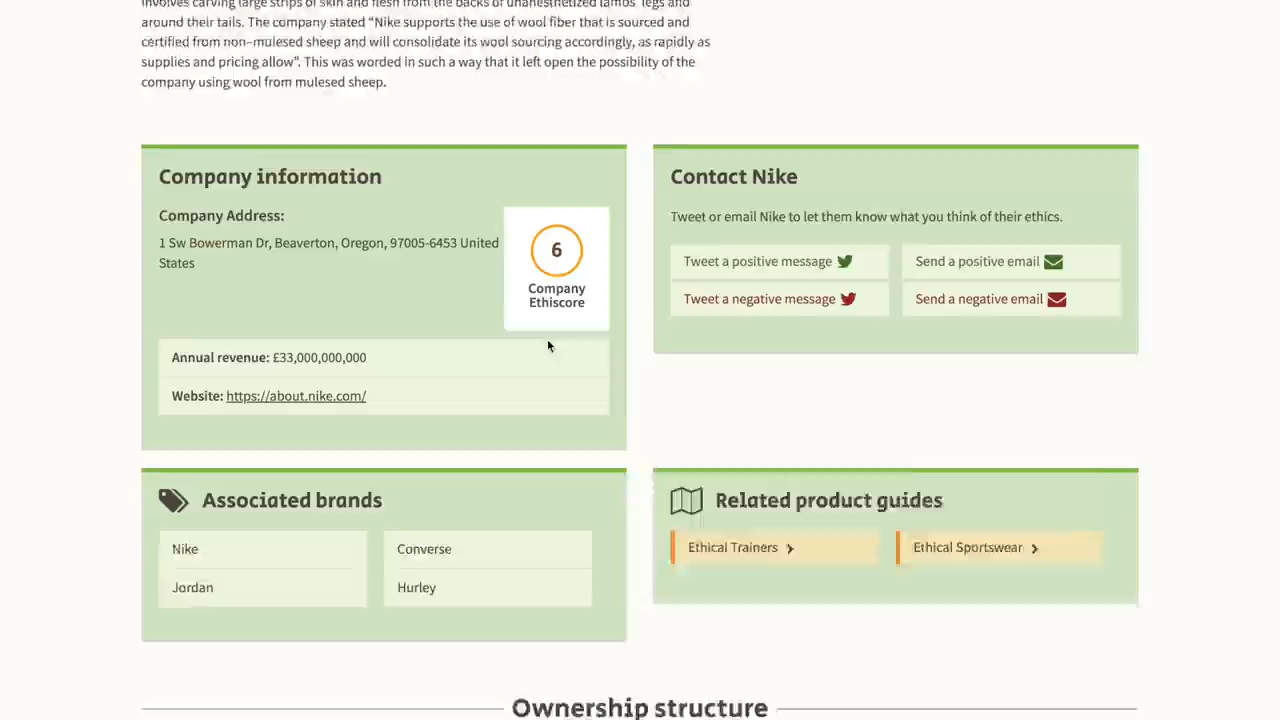 involves carving large strips of skin and flesh from the backs of unanesthetized lambs' legs and
around their tails. The company stated “Nike supports the use of wool fiber that is sourced and
certified from non-mulesed sheep and will consolidate its wool sourcing accordingly, as rapidly as
supplies and pricing allow”. This was worded in such a way that it left open the possibility of the
company using wool from mulesed sheep.
Company information
Company Address:
1 Sw Bowerman Dr, Beaverton, Oregon, 97005-6453 United
States
6
Company
Ethiscore
Annual revenue: £33,000,000,000
Website: https://about.nike.com/
Contact Nike
Tweet or email Nike to let them know what you think of their ethics.
Tweet a positive message
Send a positive email
Tweet a negative message
Send a negative email
Associated brands
Nike
Converse
Jordan
Hurley
Related product guides
Ethical Trainers
Ethical Sportswear
Ownership structure